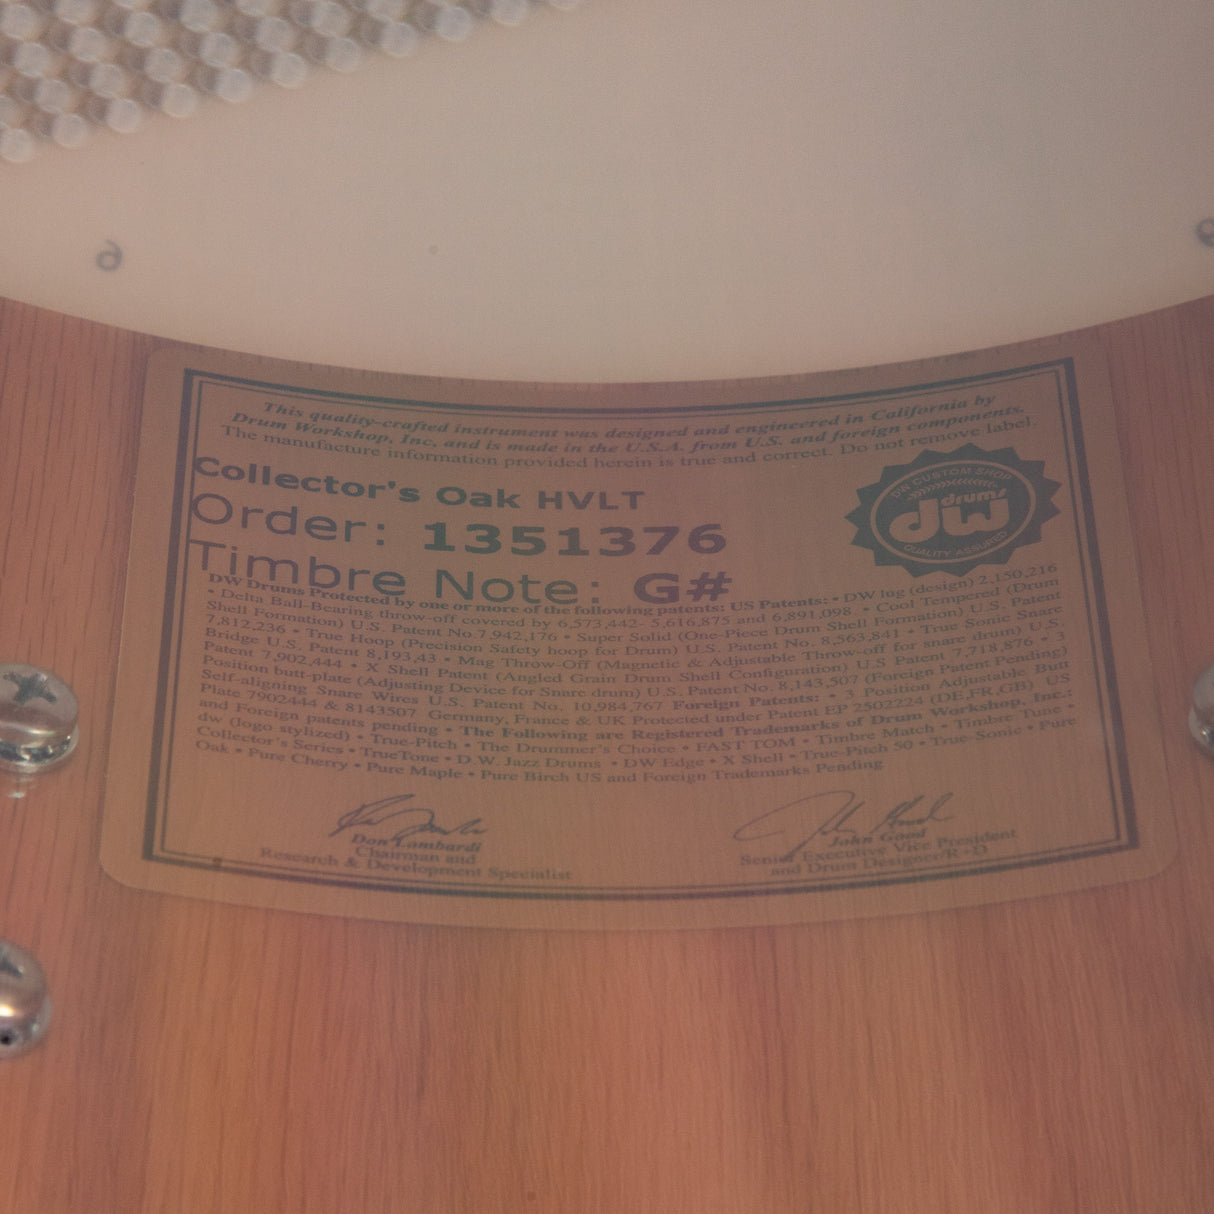 This quality-crafted instrument was designed and engineered in California by
Drum Workshop, Inc. and is made in the U.S.A. from U.S. and foreign components.
The manufacture information provided herein is true and correct. Do not remove label.
Collector's Oak HVLT
Order: 1351376
Timbre Note: G#
DW CUSTOM SHOP
dw drums
QUALITY ASSURED
DW Drums Protected by one or more of the following patents: US Patents: • DW lug (design) 2,150,216
• Delta Ball-Bearing throw-off covered by 6,573,442- 5,616,875 and 6,891,098 • Cool Tempered (Drum
Shell Formation) U.S. Patent No.7,942,176 • Super Solid (One-Piece Drum Shell Formation) U.S. Patent
7,812,236 • True Hoop (Precision Safety hoop for Drum) U.S. Patent No. 8,563,841 • True Sonic Snare
Bridge U.S. Patent 8,193,43 • Mag Throw-Off (Magnetic & Adjustable Throw-off for snare drum) U.S.
Patent 7,902,444 • X Shell Patent (Angled Grain Drum Shell Configuration) U.S Patent 7,718,876 • 3
Position butt-plate (Adjusting Device for Snare drum) U.S. Patent No. 8,143,507 (Foreign Patent Pending)
Self-aligning Snare Wires U.S. Patent No. 10,984,767 Foreign Patents: • 3 Position Adjustable Butt
Plate 7902444 & 8143507 Germany, France & UK Protected under Patent EP 2502224 (DE,FR,GB) US
and Foreign patents pending • The Following are Registered Trademarks of Drum Workshop, Inc.:
dw (logo stylized) • True-Pitch • The Drummer's Choice • FAST TOM • Timbre Match • Timbre Tune •
Collector's Series • TrueTone • D.W. Jazz Drums • DW Edge • X Shell • True-Pitch 50 • True-Sonic • Pure
Oak • Pure Cherry • Pure Maple • Pure Birch US and Foreign Trademarks Pending
Don Lombardi
Chairman and
Research & Development Specialist
John Good
Senior Executive Vice President
and Drum Designer/R+D